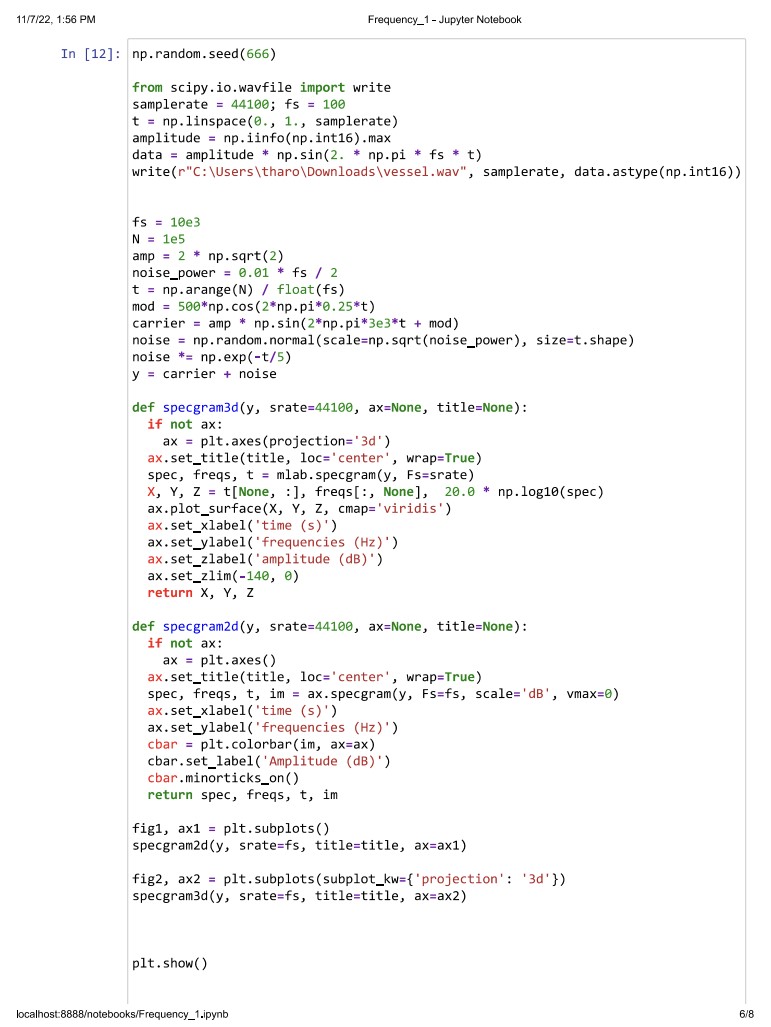 11/7/22, 1:56 PM
Frequency_1 - Jupyter Notebook
In [12]: np.random.seed(666)
from scipy.io.wavfile import write
samplerate = 44100; fs = 100
t = np.linspace(0., 1., samplerate)
amplitude = np.iinfo(np.int16).max
data = amplitude * np.sin(2. * np.pi * fs * t)
write(r"C:\Users\tharo\Downloads\vessel.wav", samplerate, data.astype(np.int16))
fs = 10e3
N = 1e5
amp = 2 * np.sqrt(2)
noise_power = 0.01 * fs / 2
t = np.arange(N) / float(fs)
mod = 500*np.cos(2*np.pi*0.25*t)
carrier = amp * np.sin(2*np.pi*3e3*t + mod)
noise = np.random.normal(scale=np.sqrt(noise_power), size=t.shape)
noise *= np.exp(-t/5)
y = carrier + noise
def specgram3d(y, srate=44100, ax=None, title=None):
  if not ax:
    ax = plt.axes(projection='3d')
  ax.set_title(title, loc='center', wrap=True)
  spec, freqs, t = mlab.specgram(y, Fs=srate)
  X, Y, Z = t[None, :], freqs[:, None],  20.0 * np.log10(spec)
  ax.plot_surface(X, Y, Z, cmap='viridis')
  ax.set_xlabel('time (s)')
  ax.set_ylabel('frequencies (Hz)')
  ax.set_zlabel('amplitude (dB)')
  ax.set_zlim(-140, 0)
  return X, Y, Z
def specgram2d(y, srate=44100, ax=None, title=None):
  if not ax:
    ax = plt.axes()
  ax.set_title(title, loc='center', wrap=True)
  spec, freqs, t, im = ax.specgram(y, Fs=fs, scale='dB', vmax=0)
  ax.set_xlabel('time (s)')
  ax.set_ylabel('frequencies (Hz)')
  cbar = plt.colorbar(im, ax=ax)
  cbar.set_label('Amplitude (dB)')
  cbar.minorticks_on()
  return spec, freqs, t, im
fig1, ax1 = plt.subplots()
specgram2d(y, srate=fs, title=title, ax=ax1)
fig2, ax2 = plt.subplots(subplot_kw={'projection': '3d'})
specgram3d(y, srate=fs, title=title, ax=ax2)
plt.show()
localhost:8888/notebooks/Frequency_1.ipynb
6/8